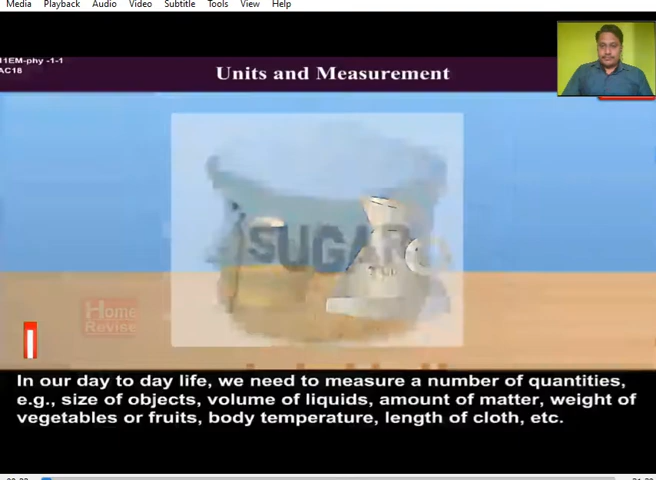 Media Playback Audio Video Subtitle Tools View Help
11EM-phy -1-1
AC18
Units and Measurement
SUGAR
Home
Revise
In our day to day life, we need to measure a number of quantities,
e.g., size of objects, volume of liquids, amount of matter, weight of
vegetables or fruits, body temperature, length of cloth, etc.